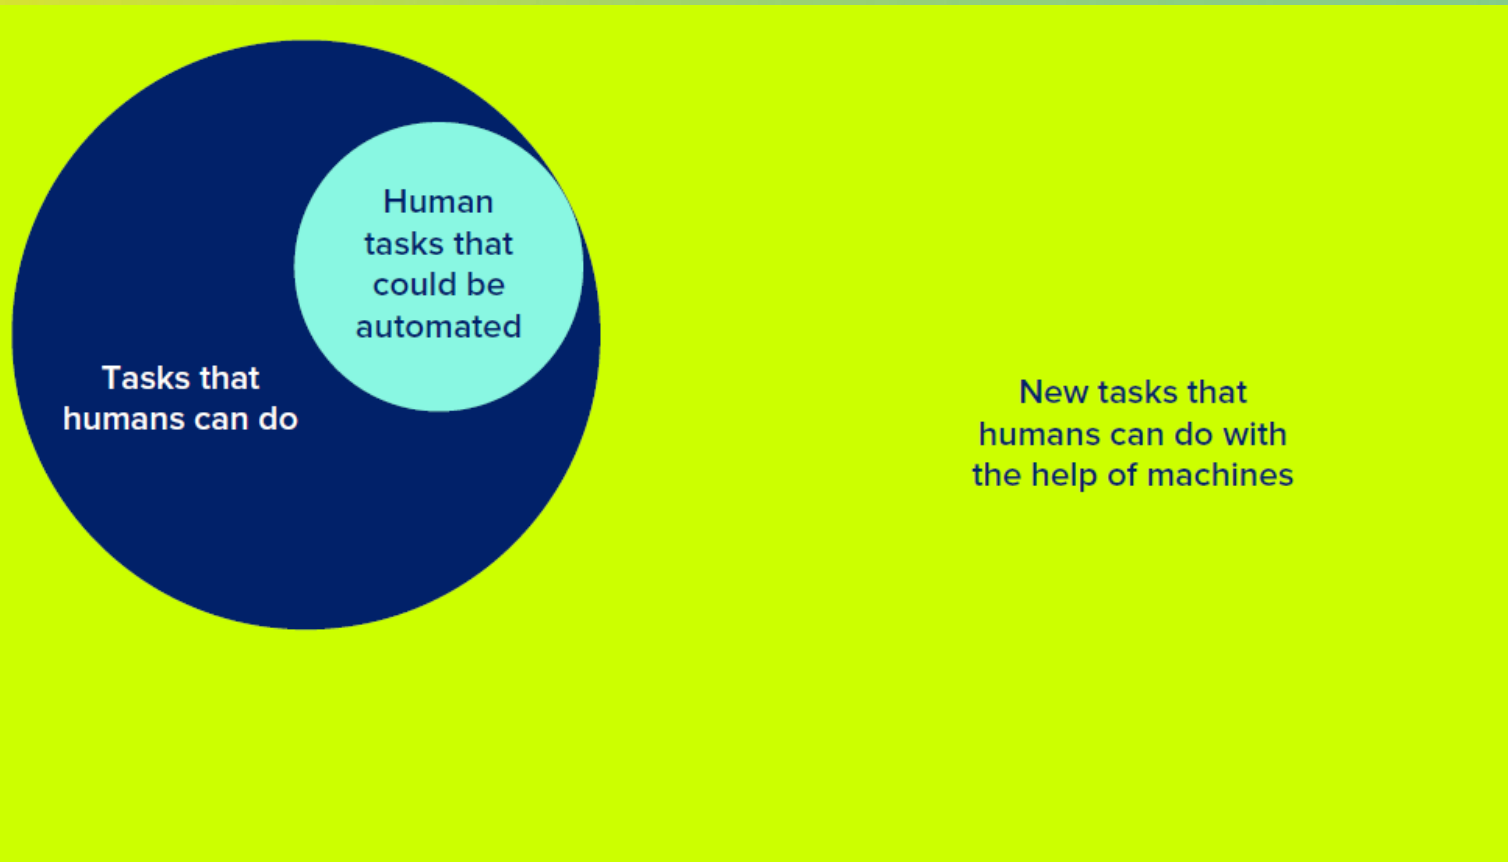 Human
tasks that
could be
automated
Tasks that
humans can do
New tasks that
humans can do with
the help of machines